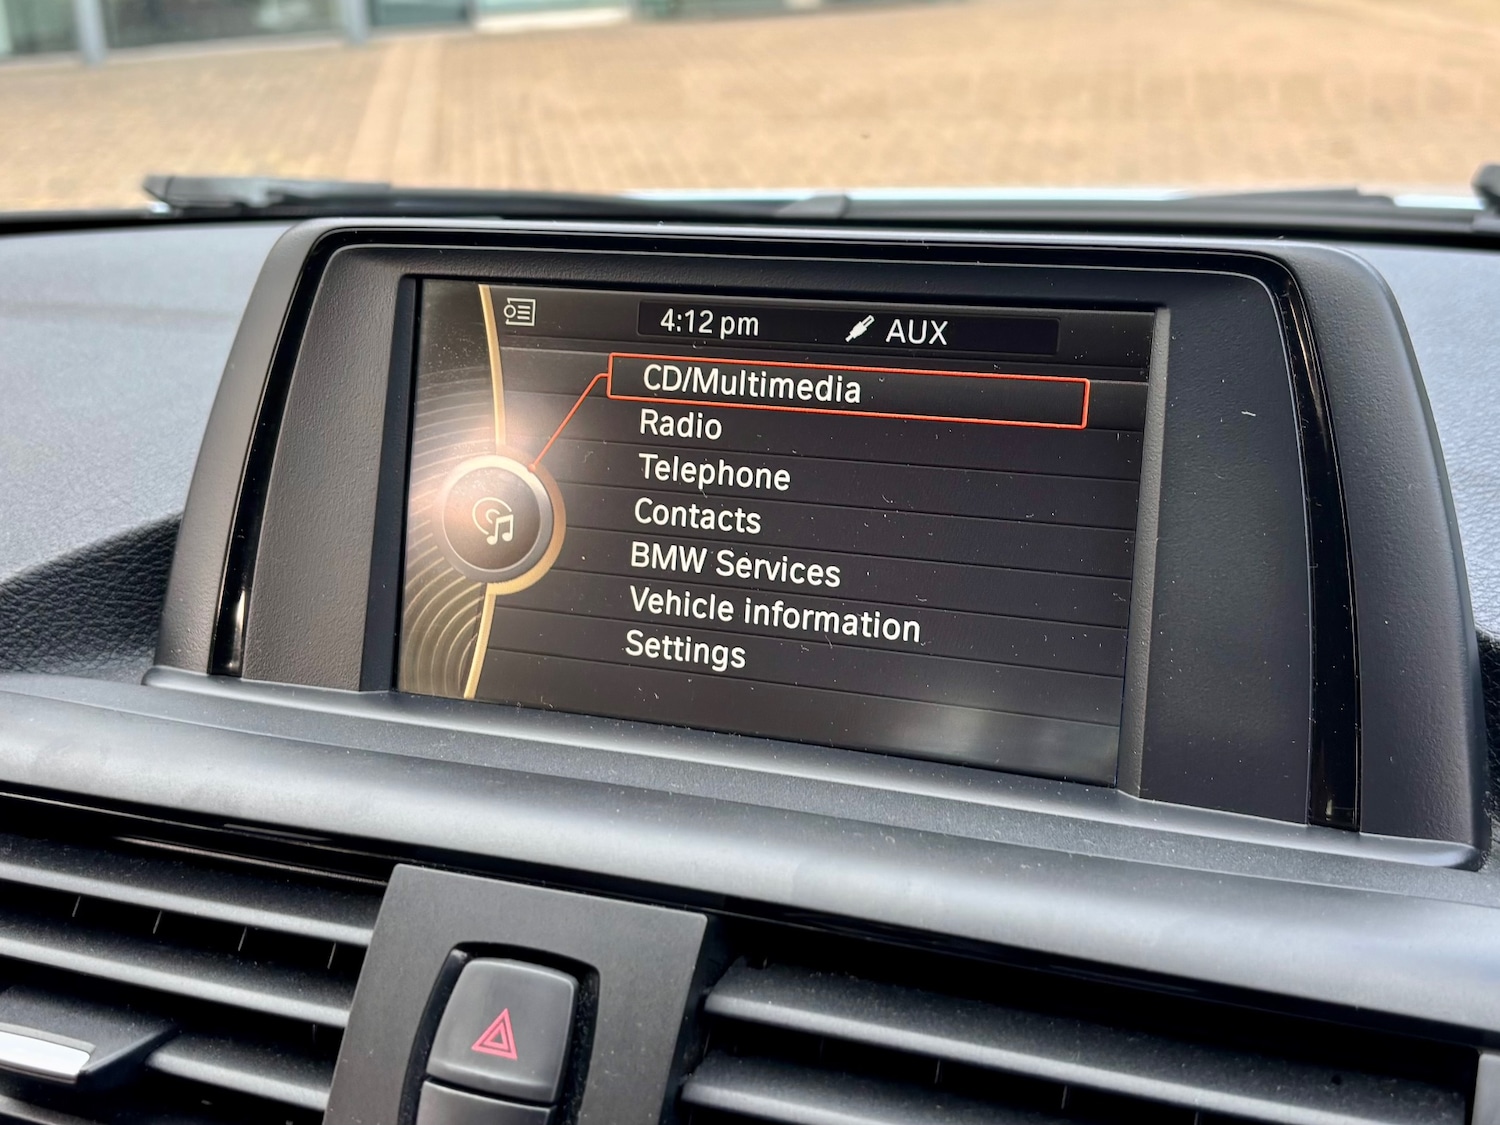 4:12 pm AUX
CD/Multimedia
Radio
Telephone
Contacts
BMW Services
Vehicle information
Settings